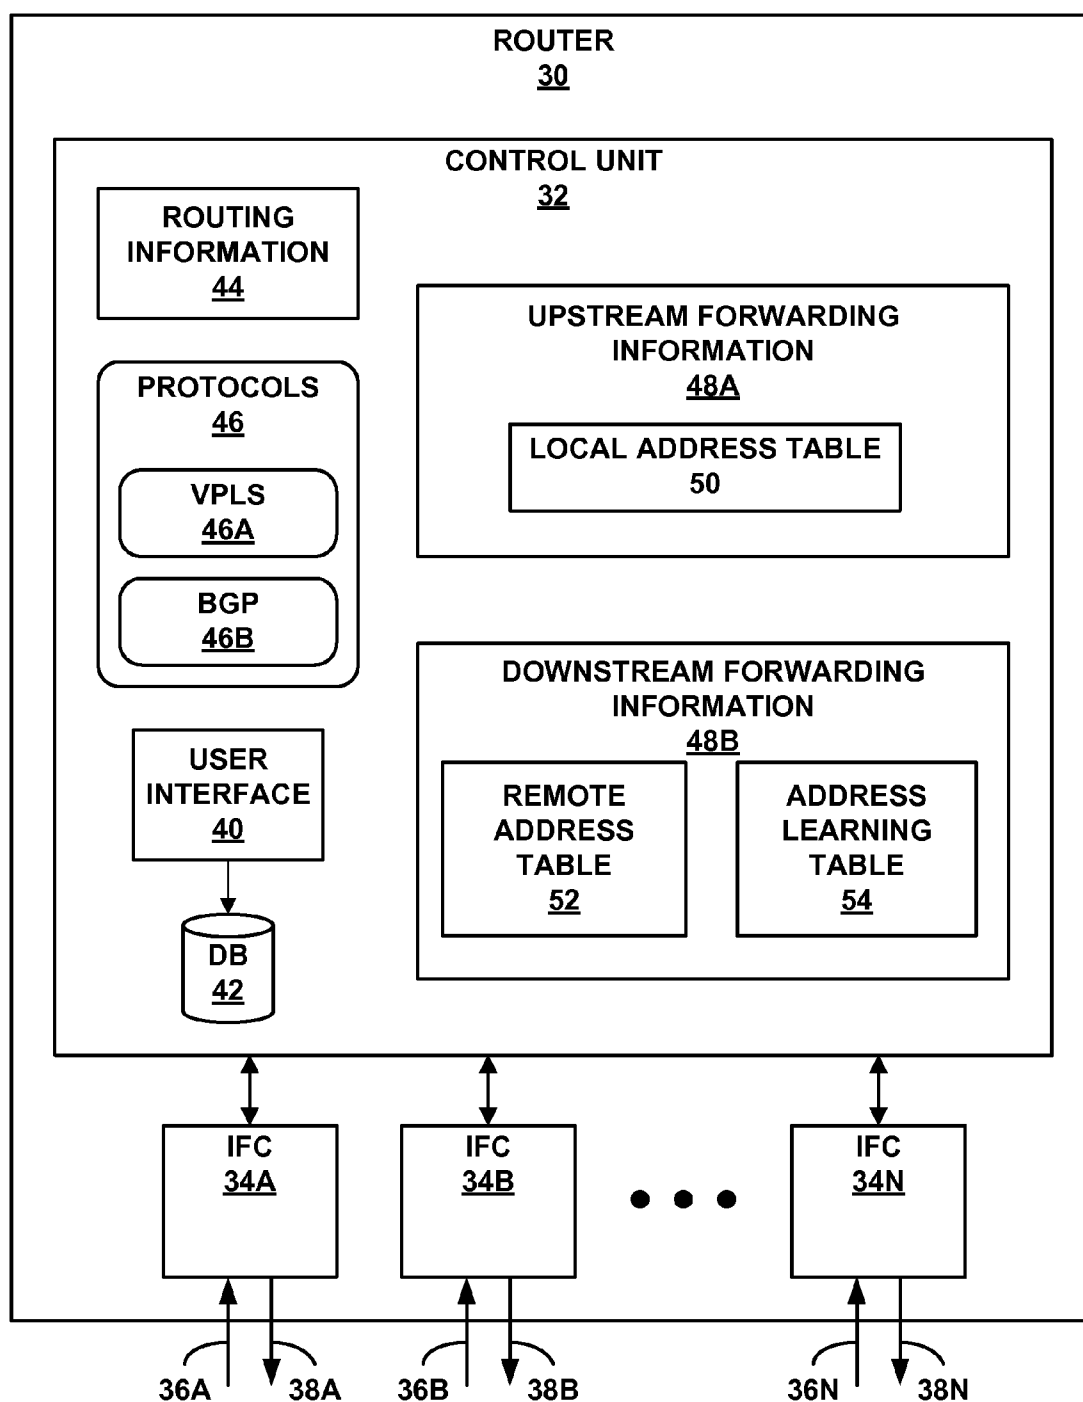 ROUTER
30
CONTROL UNIT
32
ROUTING
INFORMATION
44
PROTOCOLS
46
VPLS
46A
BGP
46B
USER
INTERFACE
40
DB
42
UPSTREAM FORWARDING
INFORMATION
48A
LOCAL ADDRESS TABLE
50
DOWNSTREAM FORWARDING
INFORMATION
48B
REMOTE
ADDRESS
TABLE
52
ADDRESS
LEARNING
TABLE
54
IFC
34A
IFC
34B
IFC
34N
36A
38A
36B
38B
36N
38N